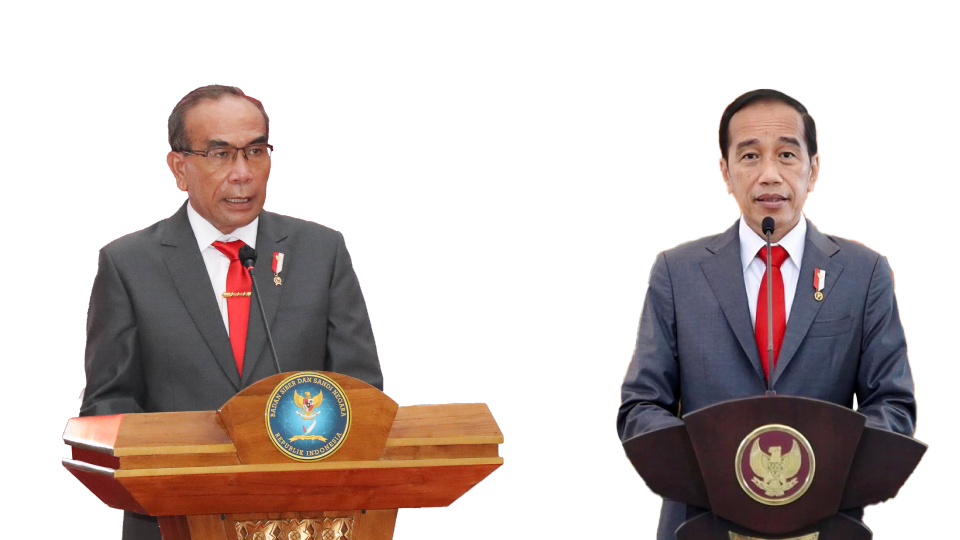 BADAN SIBER DAN SANDI NEGARA
REPUBLIK INDONESIA